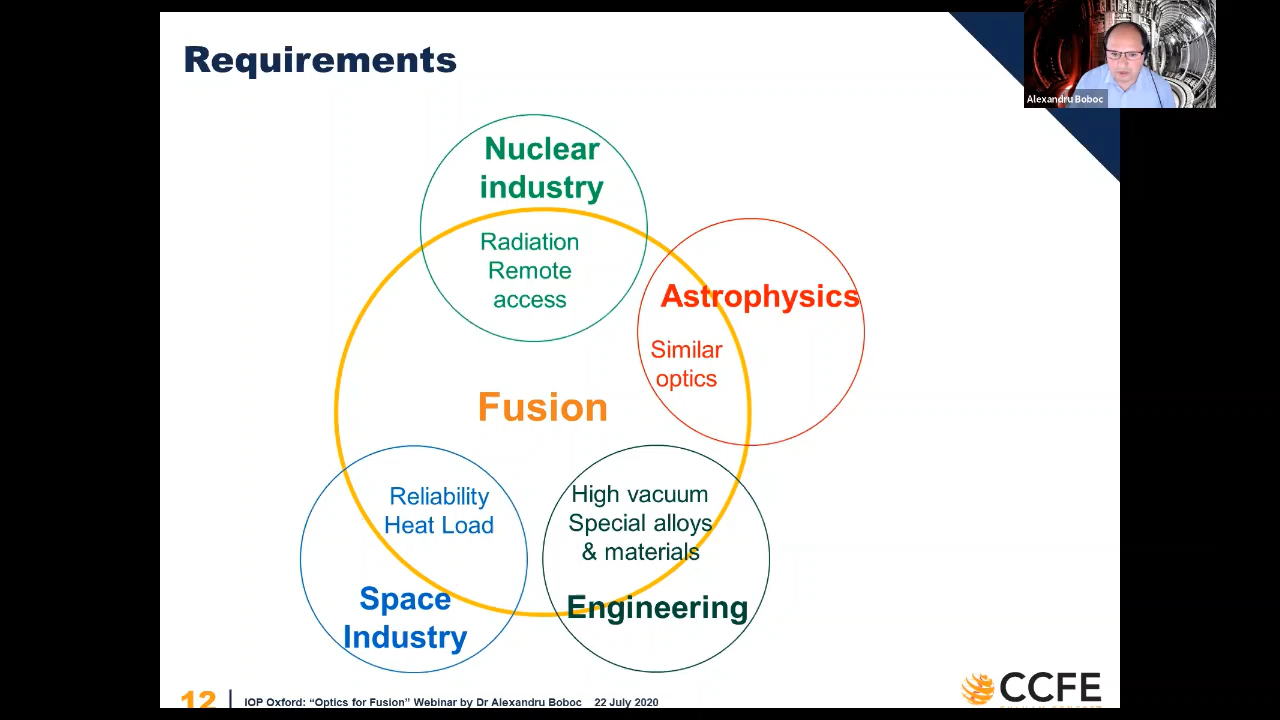 Requirements
Alexandru Boboc
Nuclear
industry
Radiation
Remote
access
Astrophysics
Similar
optics
Fusion
Reliability
Heat Load
Space
Industry
High vacuum
Special alloys
& materials
Engineering
12
IOP Oxford: “Optics for Fusion” Webinar by Dr Alexandru Boboc 22 July 2020
CCFE